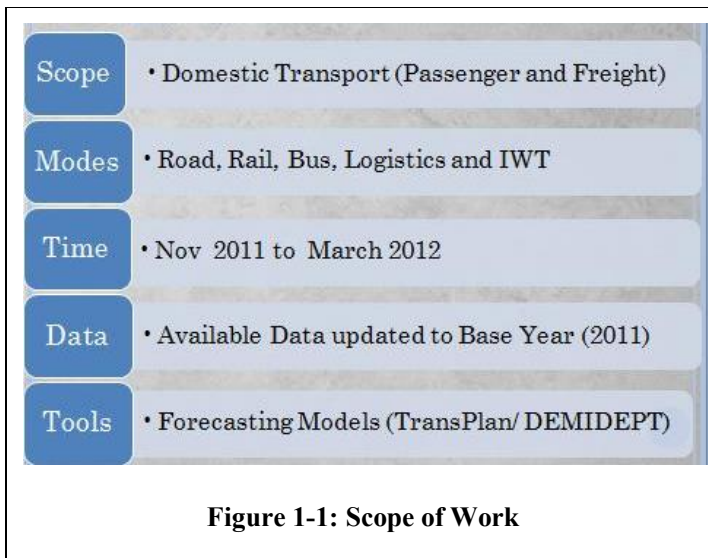 Scope • Domestic Transport (Passenger and Freight)
Modes • Road, Rail, Bus, Logistics and IWT
Time • Nov 2011 to March 2012
Data • Available Data updated to Base Year (2011)
Tools • Forecasting Models (TransPlan/ DEMIDEPT)
Figure 1-1: Scope of Work